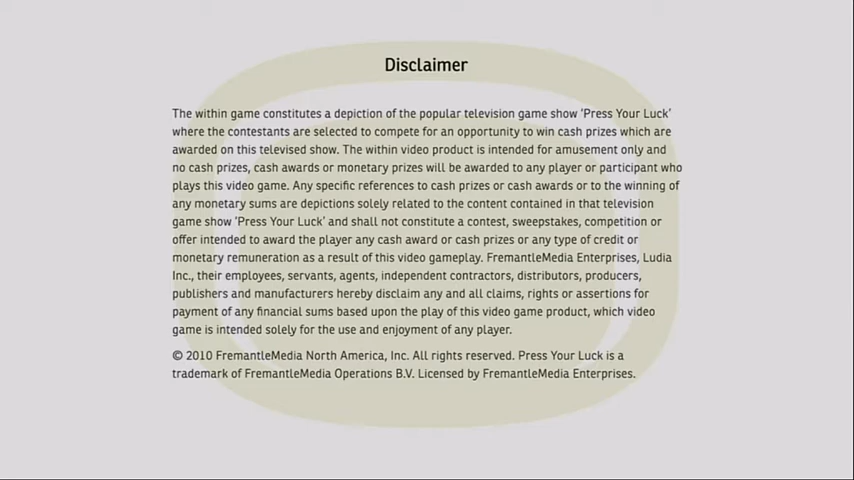 Disclaimer
The within game constitutes a depiction of the popular television game show 'Press Your Luck'
where the contestants are selected to compete for an opportunity to win cash prizes which are
awarded on this televised show. The within video product is intended for amusement only and
no cash prizes, cash awards or monetary prizes will be awarded to any player or participant who
plays this video game. Any specific references to cash prizes or cash awards or to the winning of
any monetary sums are depictions solely related to the content contained in that television
game show 'Press Your Luck' and shall not constitute a contest, sweepstakes, competition or
offer intended to award the player any cash award or cash prizes or any type of credit or
monetary remuneration as a result of this video gameplay. FremantleMedia Enterprises, Ludia
Inc., their employees, servants, agents, independent contractors, distributors, producers,
publishers and manufacturers hereby disclaim any and all claims, rights or assertions for
payment of any financial sums based upon the play of this video game product, which video
game is intended solely for the use and enjoyment of any player.
© 2010 FremantleMedia North America, Inc. All rights reserved. Press Your Luck is a
trademark of FremantleMedia Operations B.V. Licensed by FremantleMedia Enterprises.